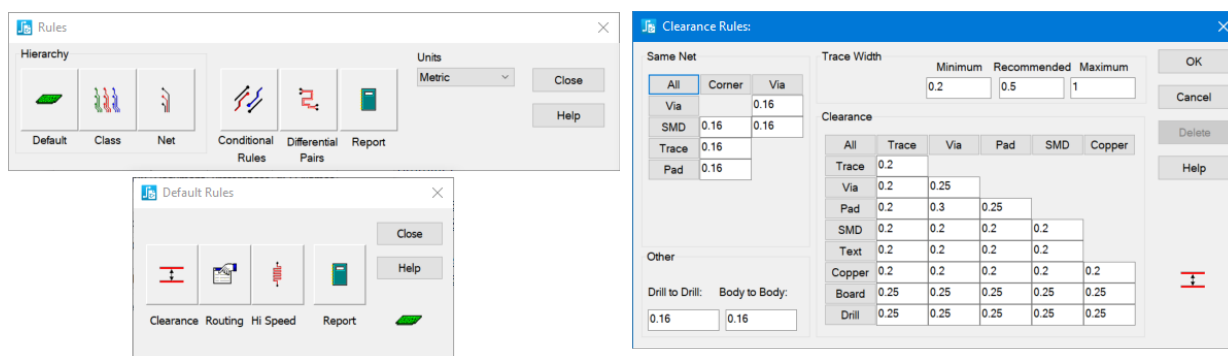 Rules
Hierarchy
Default
Class
Net
Conditional
Rules
Differential
Pairs
Report
Units
Metric
Close
Help
Default Rules
Clearance
Routing
Hi Speed
Report
Close
Help
Clearance Rules:
Same Net
All Corner Via
Via 0.16
SMD 0.16 0.16
Trace 0.16
Pad 0.16
Other
Drill to Drill: Body to Body:
0.16 0.16
Trace Width
Minimum Recommended Maximum
0.2 0.5 1
Clearance
All Trace Via Pad SMD Copper
Trace 0.2
Via 0.2 0.25
Pad 0.2 0.3 0.25
SMD 0.2 0.2 0.2 0.2
Text 0.2 0.2 0.2 0.2
Copper 0.2 0.2 0.2 0.2 0.2
Board 0.25 0.25 0.25 0.25 0.25
Drill 0.25 0.25 0.25 0.25 0.25
OK
Cancel
Delete
Help